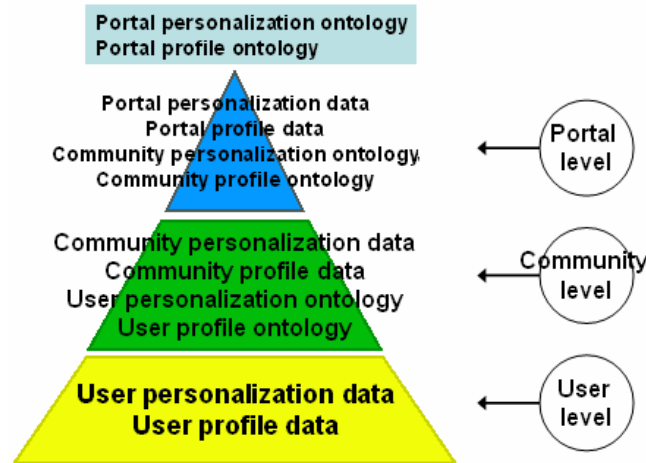 Portal personalization ontology
Portal profile ontology
Portal personalization data
Portal profile data
Community personalization ontology
Community profile ontology
Portal
level
Community personalization data
Community profile data
User personalization ontology
User profile ontology
Community
level
User personalization data
User profile data
User
level